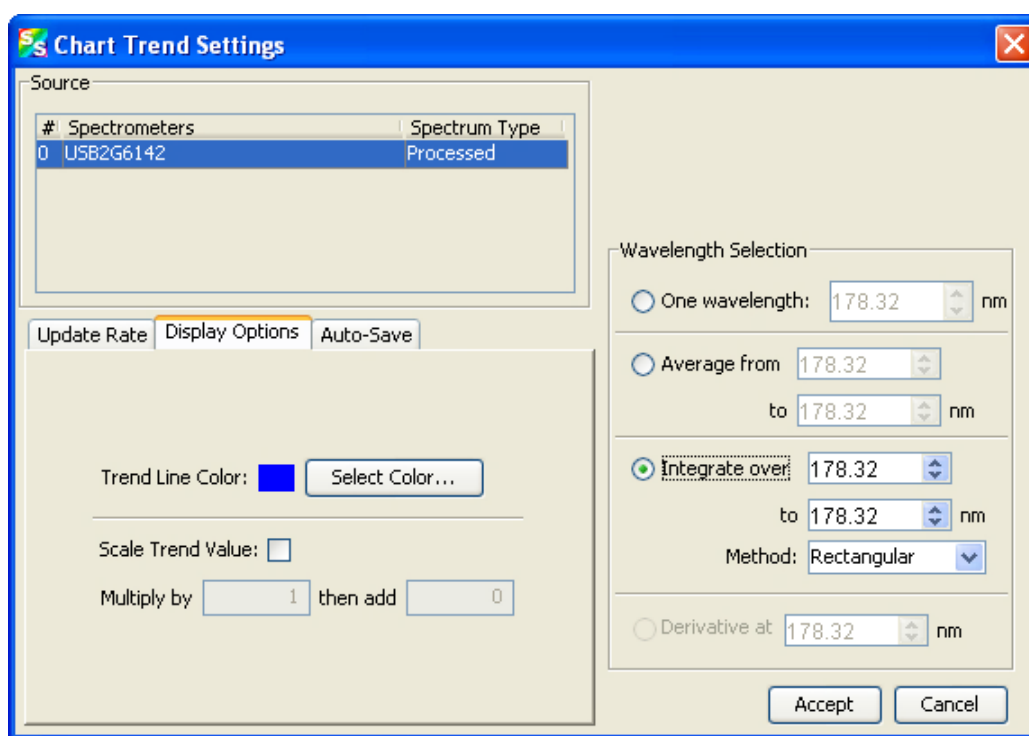 Chart Trend Settings
Source
# Spectrometers Spectrum Type
0 USB2G6142 Processed
Update Rate Display Options Auto-Save
Trend Line Color: Select Color...
Scale Trend Value:
Multiply by 1 then add 0
Wavelength Selection
One wavelength: 178.32 nm
Average from 178.32
to 178.32 nm
Integrate over 178.32
to 178.32 nm
Method: Rectangular
Derivative at 178.32 nm
Accept Cancel